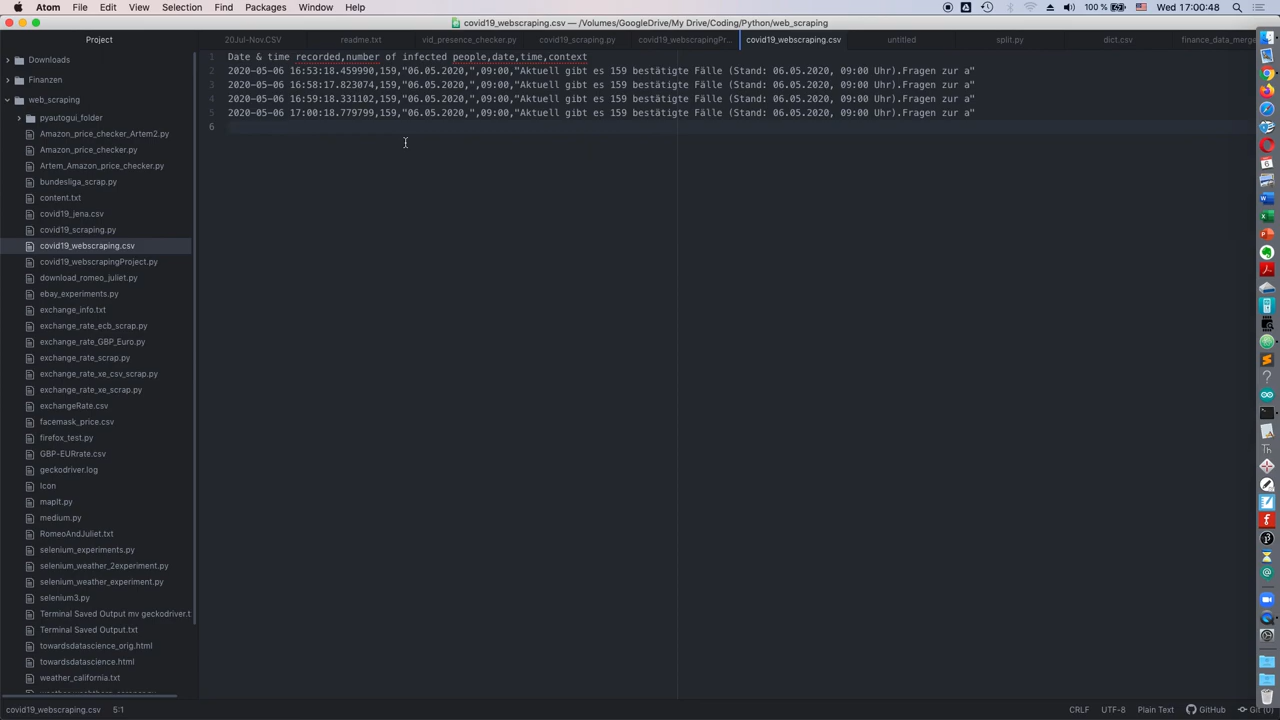 Atom File Edit View Selection Find Packages Window Help
100 % Wed 17:00:48
covid19_webscraping.csv — /Volumes/GoogleDrive/My Drive/Coding/Python/web_scraping
Project
20Jul-Nov.CSV readme.txt vid_presence_checker.py covid19_scraping.py covid19_webscrapingPr... covid19_webscraping.csv untitled split.py dict.csv finance_data_merge
Downloads
Finanzen
web_scraping
pyautogui_folder
Amazon_price_checker_Artem2.py
Amazon_price_checker.py
Artem_Amazon_price_checker.py
bundesliga_scrap.py
content.txt
covid19_jena.csv
covid19_scraping.py
covid19_webscraping.csv
covid19_webscrapingProject.py
download_romeo_juliet.py
ebay_experiments.py
exchange_info.txt
exchange_rate_ecb_scrap.py
exchange_rate_GBP_Euro.py
exchange_rate_scrap.py
exchange_rate_xe_csv_scrap.py
exchange_rate_xe_scrap.py
exchangeRate.csv
facemask_price.csv
firefox_test.py
GBP-EURrate.csv
geckodriver.log
Icon
mapIt.py
medium.py
RomeoAndJuliet.txt
selenium_experiments.py
selenium_weather_2experiment.py
selenium_weather_experiment.py
selenium3.py
Terminal Saved Output mv geckodriver.t
Terminal Saved Output.txt
towardsdatascience_orig.html
towardsdatascience.html
weather_california.txt
1 Date & time recorded,number of infected people,date,time,context
2 2020-05-06 16:53:18.459990,159,"06.05.2020,",09:00,"Aktuell gibt es 159 bestätigte Fälle (Stand: 06.05.2020, 09:00 Uhr).Fragen zur a"
3 2020-05-06 16:58:17.823074,159,"06.05.2020,",09:00,"Aktuell gibt es 159 bestätigte Fälle (Stand: 06.05.2020, 09:00 Uhr).Fragen zur a"
4 2020-05-06 16:59:18.331102,159,"06.05.2020,",09:00,"Aktuell gibt es 159 bestätigte Fälle (Stand: 06.05.2020, 09:00 Uhr).Fragen zur a"
5 2020-05-06 17:00:18.779799,159,"06.05.2020,",09:00,"Aktuell gibt es 159 bestätigte Fälle (Stand: 06.05.2020, 09:00 Uhr).Fragen zur a"
6
covid19_webscraping.csv 5:1 CRLF UTF-8 Plain Text GitHub Git (0)